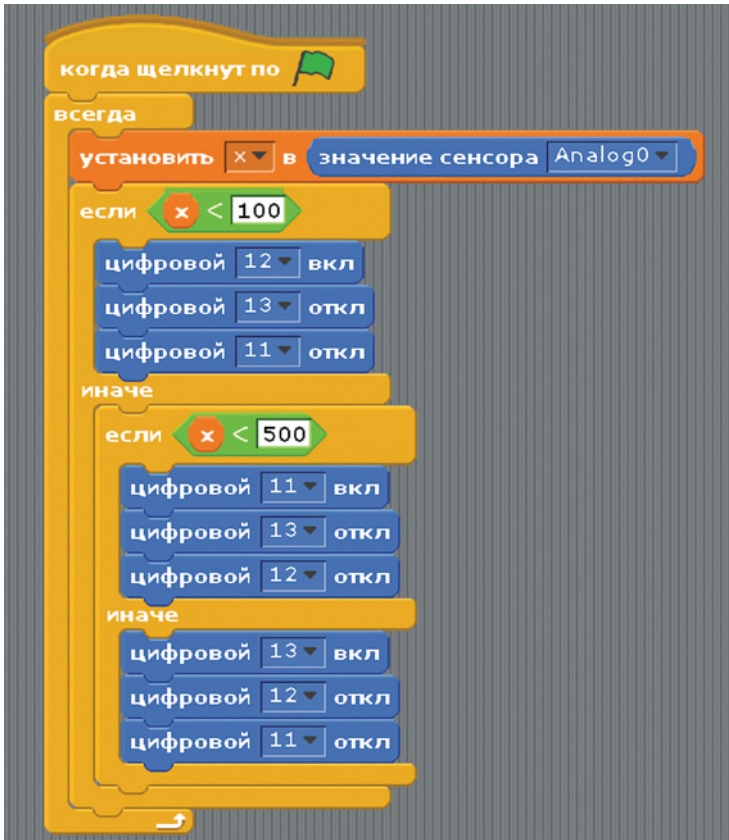 когда щелкнут по
всегда
установить x в значение сенсора Analog0
если x < 100
цифровой 12 вкл
цифровой 13 откл
цифровой 11 откл
иначе
если x < 500
цифровой 11 вкл
цифровой 13 откл
цифровой 12 откл
иначе
цифровой 13 вкл
цифровой 12 откл
цифровой 11 откл